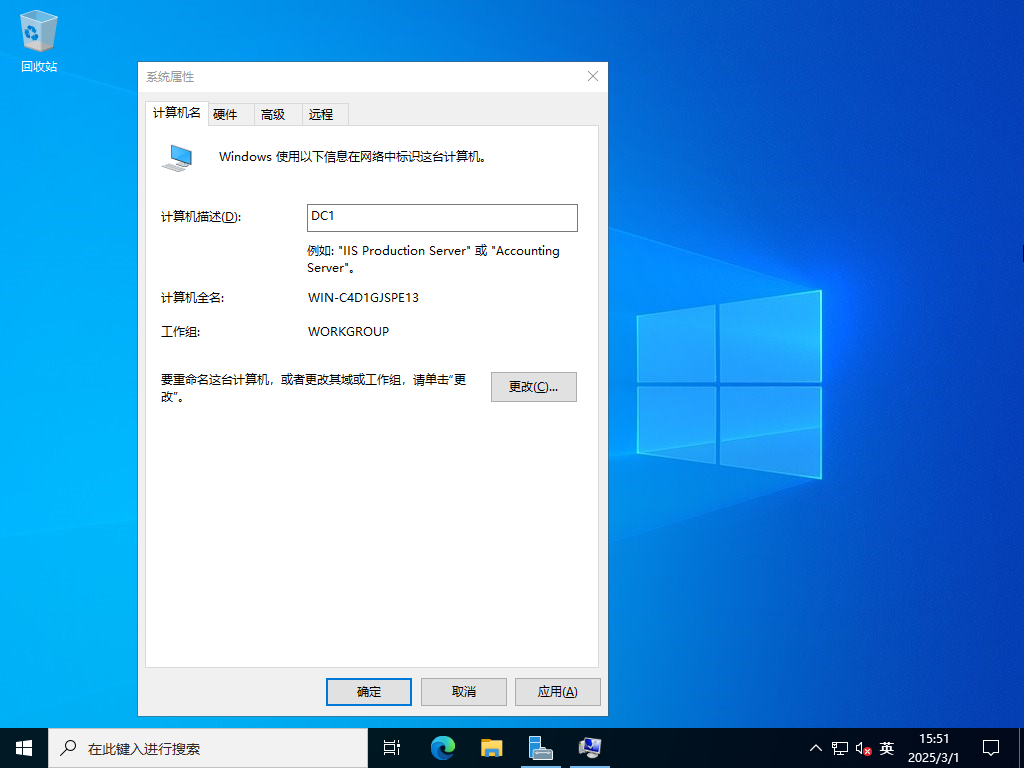 回收站
系统属性
计算机名 硬件 高级 远程
Windows 使用以下信息在网络中标识这台计算机。
计算机描述(D): DC1
例如: "IIS Production Server" 或 "Accounting
Server"。
计算机全名: WIN-C4D1GJSPE13
工作组: WORKGROUP
要重命名这台计算机，或者更改其域或工作组，请单击“更
改”。
更改(C)...
确定 取消 应用(A)
在此键入进行搜索
英
15:51
2025/3/1